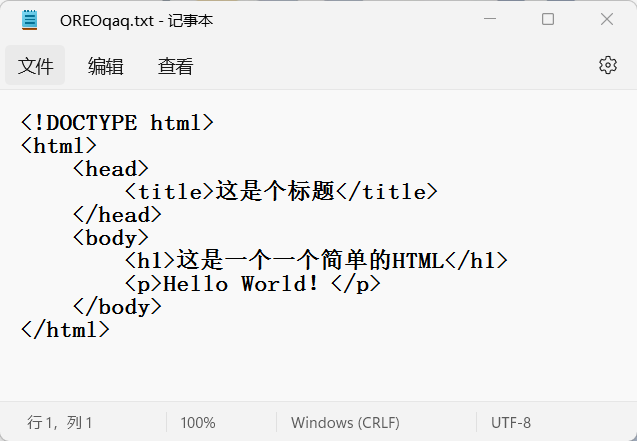 OREOqaq.txt - 记事本
文件 编辑 查看
<!DOCTYPE html>
<html>
    <head>
        <title>这是个标题</title>
    </head>
    <body>
        <h1>这是一个一个简单的HTML</h1>
        <p>Hello World！</p>
    </body>
</html>
行 1，列 1 100% Windows (CRLF) UTF-8